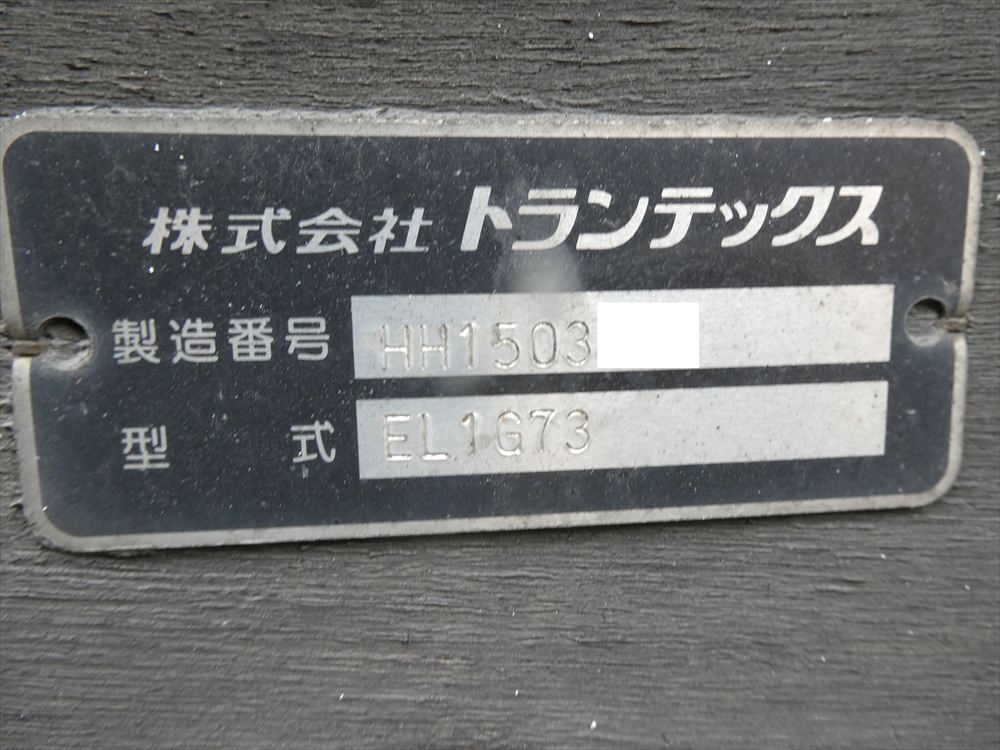 株式会社 トランテックス
製造番号 HH1503
型式 EL1G73